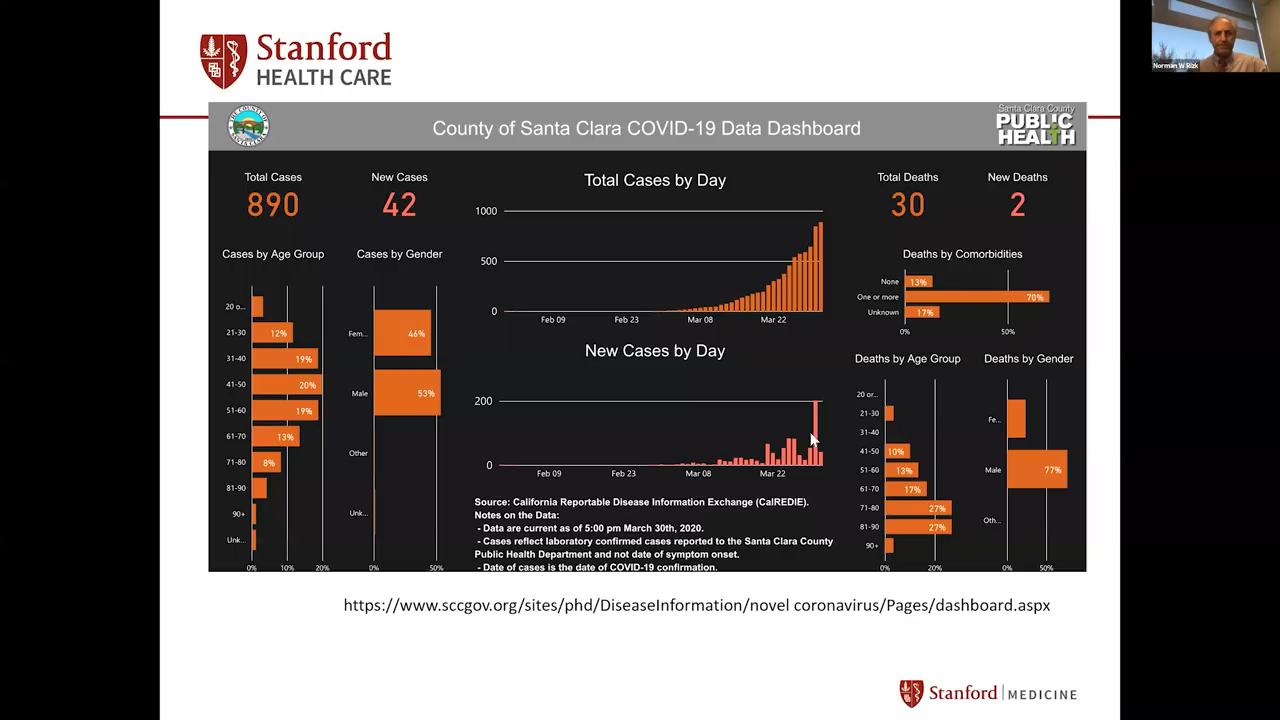 Stanford
HEALTH CARE
Norman W Rizk
County of Santa Clara COVID-19 Data Dashboard
Santa Clara County
PUBLIC
HEALTH
Total Cases
890
New Cases
42
Cases by Age Group
20 o...
21-30
12%
31-40
19%
41-50
20%
51-60
19%
61-70
13%
71-80
8%
81-90
90+
Unk...
0% 10% 20%
Cases by Gender
Fem...
46%
Male
53%
Other
Unk...
0% 50%
Total Cases by Day
1000
500
0
Feb 09 Feb 23 Mar 08 Mar 22
New Cases by Day
200
0
Feb 09 Feb 23 Mar 08 Mar 22
Source: California Reportable Disease Information Exchange (CalREDIE).
Notes on the Data:
- Data are current as of 5:00 pm March 30th, 2020.
- Cases reflect laboratory confirmed cases reported to the Santa Clara County
Public Health Department and not date of symptom onset.
- Date of cases is the date of COVID-19 confirmation.
Total Deaths
30
New Deaths
2
Deaths by Comorbidities
None
13%
One or more
70%
Unknown
17%
0% 50%
Deaths by Age Group
20 or...
21-30
31-40
41-50
10%
51-60
13%
61-70
17%
71-80
27%
81-90
27%
90+
0% 20%
Deaths by Gender
Fe...
Male
77%
Oth...
0% 50%
https://www.sccgov.org/sites/phd/DiseaseInformation/novel coronavirus/Pages/dashboard.aspx
Stanford MEDICINE